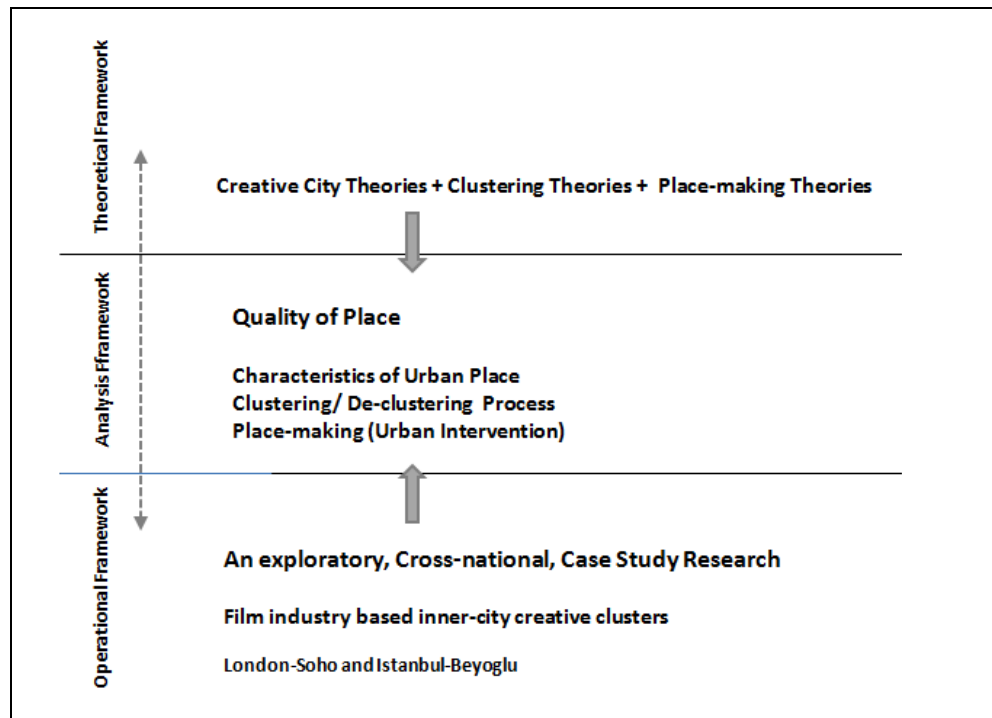 Theoretical Framework
Creative City Theories + Clustering Theories + Place-making Theories
Analysis Fframework
Quality of Place
Characteristics of Urban Place
Clustering/ De-clustering Process
Place-making (Urban Intervention)
Operational Framework
An exploratory, Cross-national, Case Study Research
Film industry based inner-city creative clusters
London-Soho and Istanbul-Beyoglu